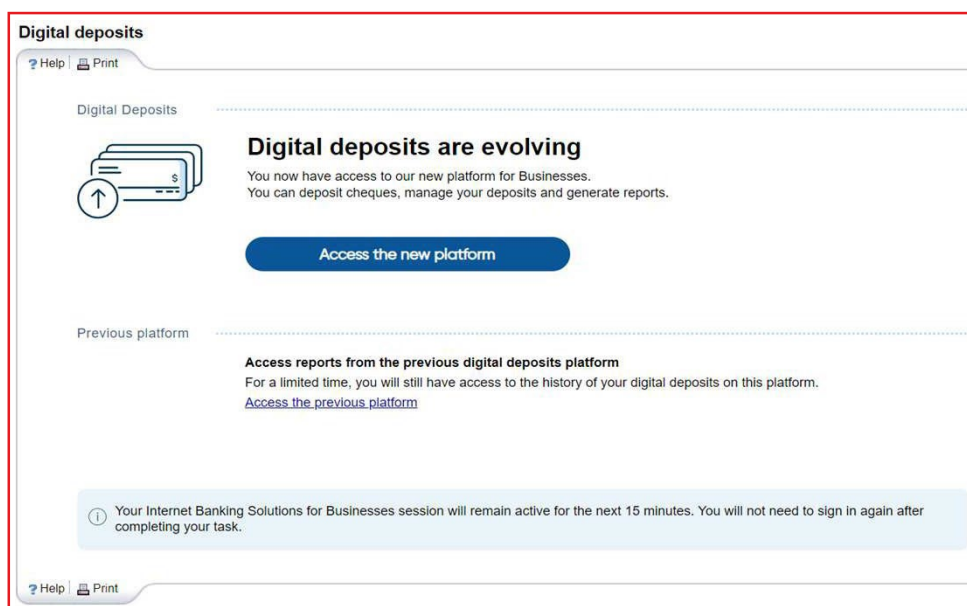 Digital deposits
? Help Print
Digital Deposits
$
Digital deposits are evolving
You now have access to our new platform for Businesses.
You can deposit cheques, manage your deposits and generate reports.
Access the new platform
Previous platform
Access reports from the previous digital deposits platform
For a limited time, you will still have access to the history of your digital deposits on this platform.
Access the previous platform
i
Your Internet Banking Solutions for Businesses session will remain active for the next 15 minutes. You will not need to sign in again after
completing your task.
? Help Print